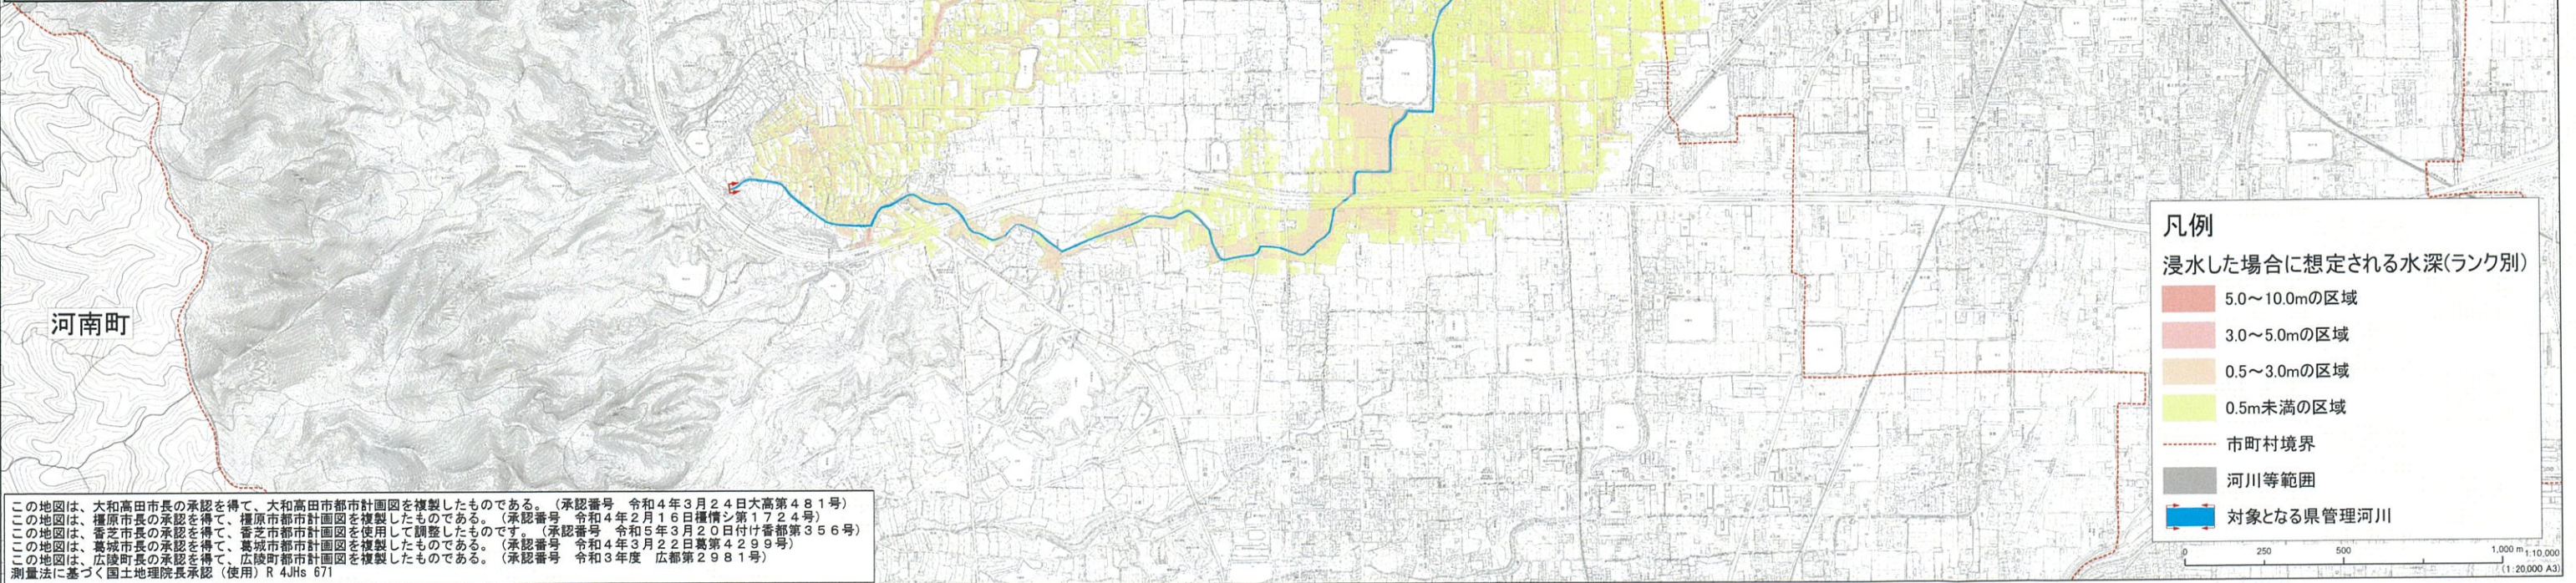 河南町
凡例
浸水した場合に想定される水深(ランク別)
5.0～10.0mの区域
3.0～5.0mの区域
0.5～3.0mの区域
0.5m未満の区域
市町村境界
河川等範囲
対象となる県管理河川
0 250 500 1,000 m 1:10,000
(1:20,000 A3)
この地図は、大和高田市長の承認を得て、大和高田市都市計画図を複製したものである。（承認番号　令和４年３月２４日大高第４８１号）
この地図は、橿原市長の承認を得て、橿原市都市計画図を複製したものである。（承認番号　令和４年２月１６日橿情シ第１７２４号）
この地図は、香芝市長の承認を得て、香芝市都市計画図を使用して調整したものです。（承認番号　令和５年３月２０日付け香都第３５６号）
この地図は、葛城市長の承認を得て、葛城市都市計画図を複製したものである。（承認番号　令和４年３月２２日葛第４２９９号）
この地図は、広陵町長の承認を得て、広陵町都市計画図を複製したものである。（承認番号　令和３年度　広都第２９８１号）
測量法に基づく国土地理院長承認（使用）R 4JHs 671